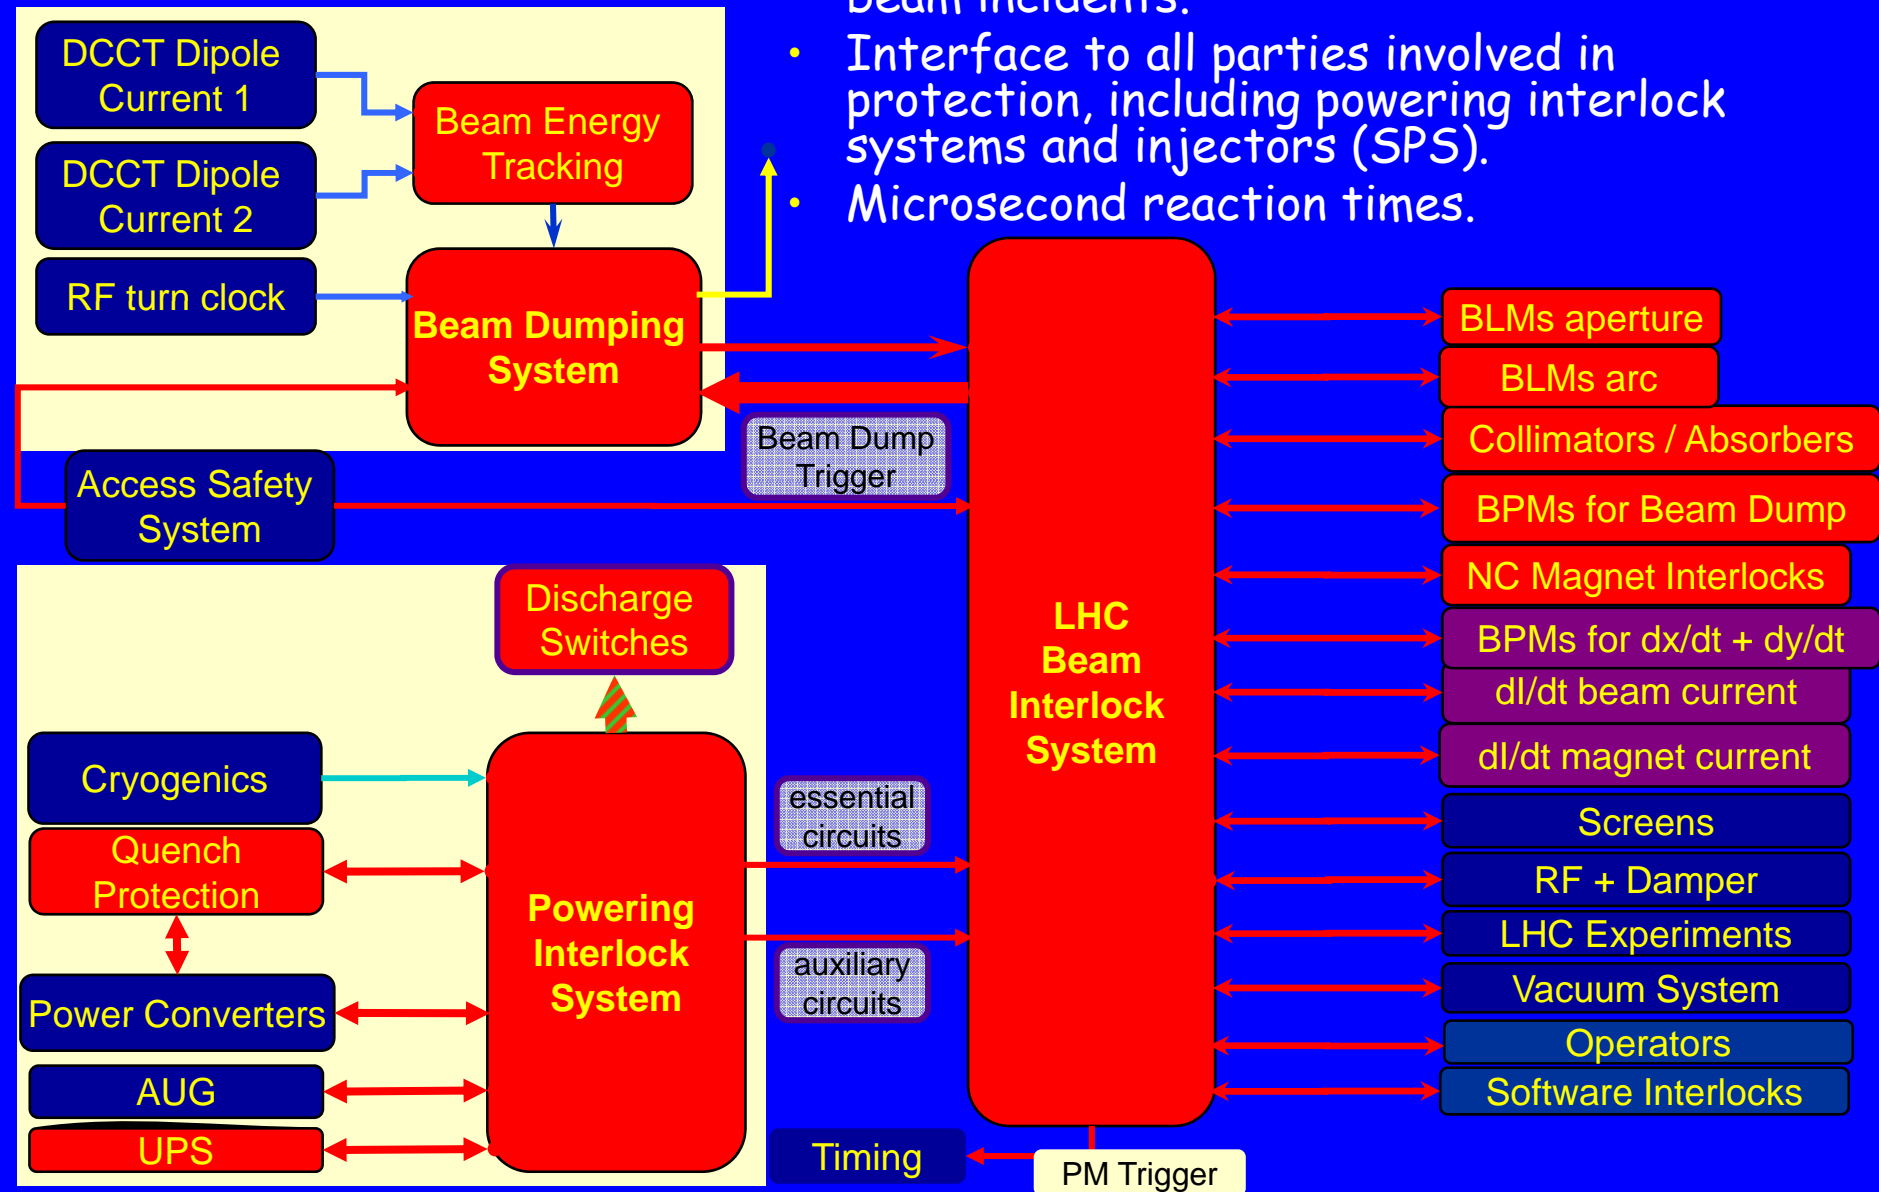 beam incidents.
• Interface to all parties involved in
protection, including powering interlock
systems and injectors (SPS).
• Microsecond reaction times.
DCCT Dipole
Current 1
DCCT Dipole
Current 2
RF turn clock
Beam Energy
Tracking
Beam Dumping
System
Access Safety
System
Beam Dump
Trigger
Discharge
Switches
Cryogenics
Quench
Protection
Power Converters
AUG
UPS
Powering
Interlock
System
essential
circuits
auxiliary
circuits
LHC
Beam
Interlock
System
Timing
PM Trigger
BLMs aperture
BLMs arc
Collimators / Absorbers
BPMs for Beam Dump
NC Magnet Interlocks
BPMs for dx/dt + dy/dt
dI/dt beam current
dI/dt magnet current
Screens
RF + Damper
LHC Experiments
Vacuum System
Operators
Software Interlocks